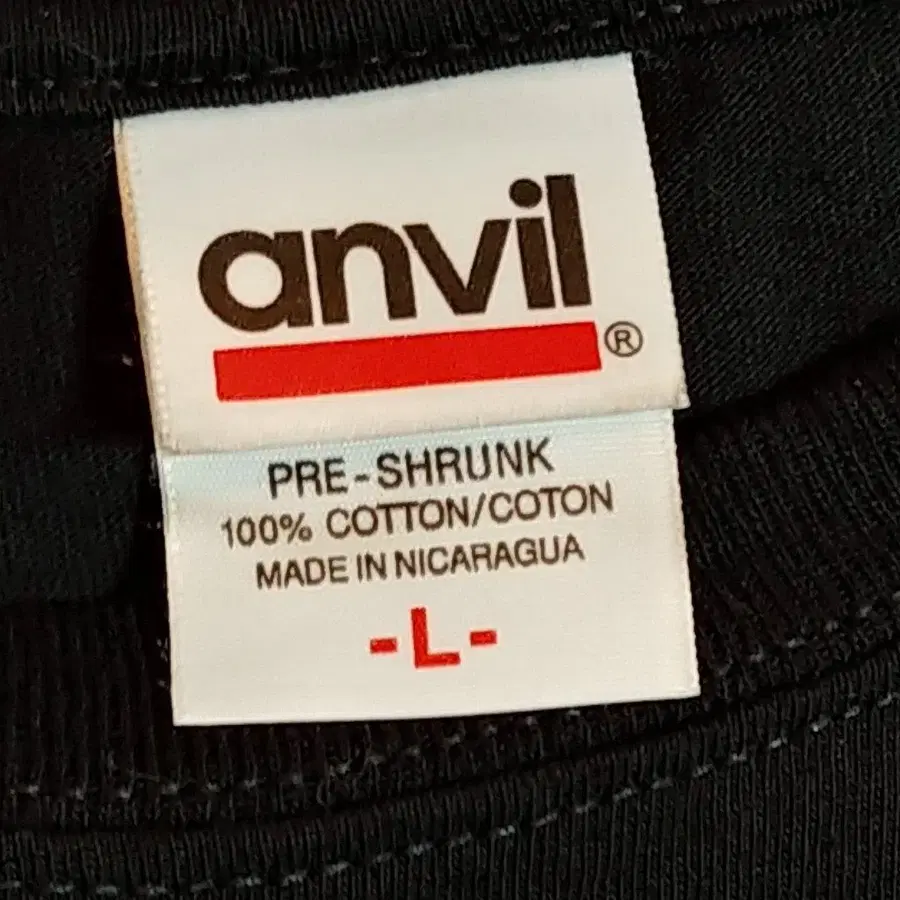 anvil®
PRE-SHRUNK
100% COTTON/COTON
MADE IN NICARAGUA
-L-